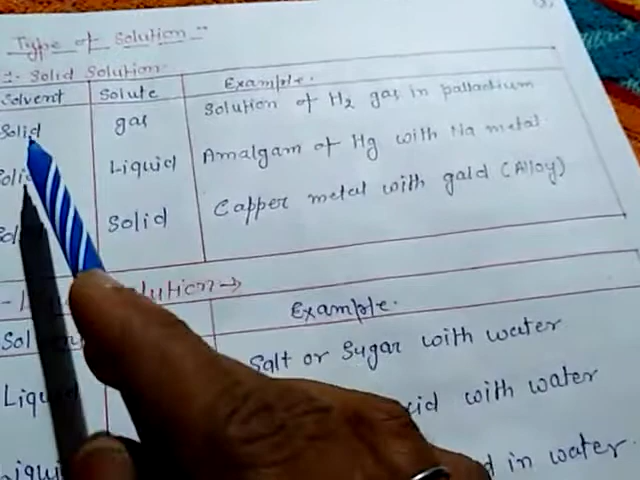 Type of Solution :-
1- Solid Solution.
Solvent Solute Example.
Solid gas Solution of H2 gas in palladium
Liquid Amalgam of Hg with Na metal.
Solid Copper metal with gold (Alloy)
Solution →
Example.
Salt or Sugar with water
Liquid with water
in water.